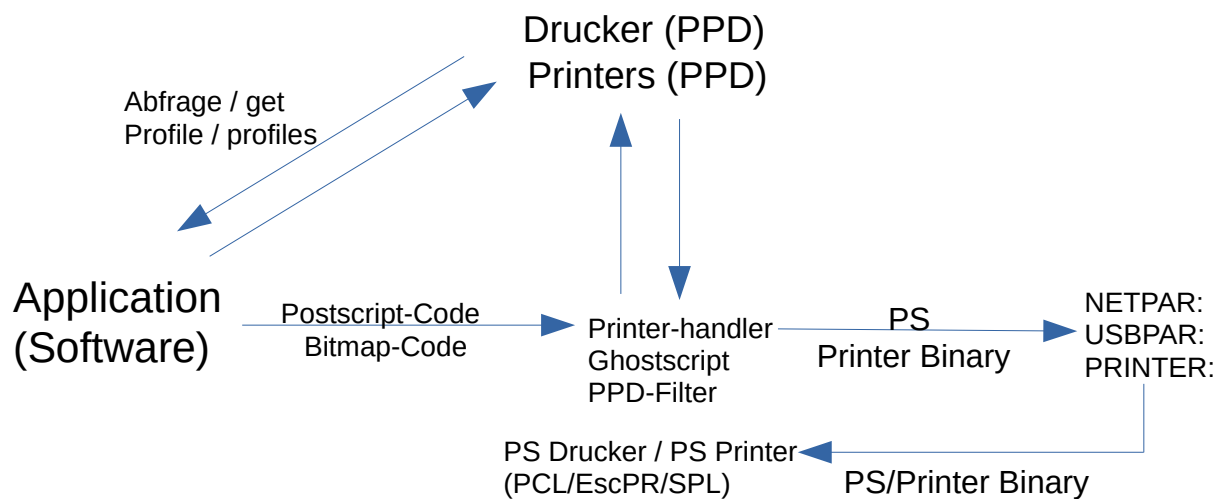 Drucker (PPD)
Printers (PPD)
Abfrage / get
Profile / profiles
Application
(Software)
Postscript-Code
Bitmap-Code
Printer-handler
Ghostscript
PPD-Filter
PS
Printer Binary
NETPAR:
USBPAR:
PRINTER:
PS Drucker / PS Printer
(PCL/EscPR/SPL)
PS/Printer Binary